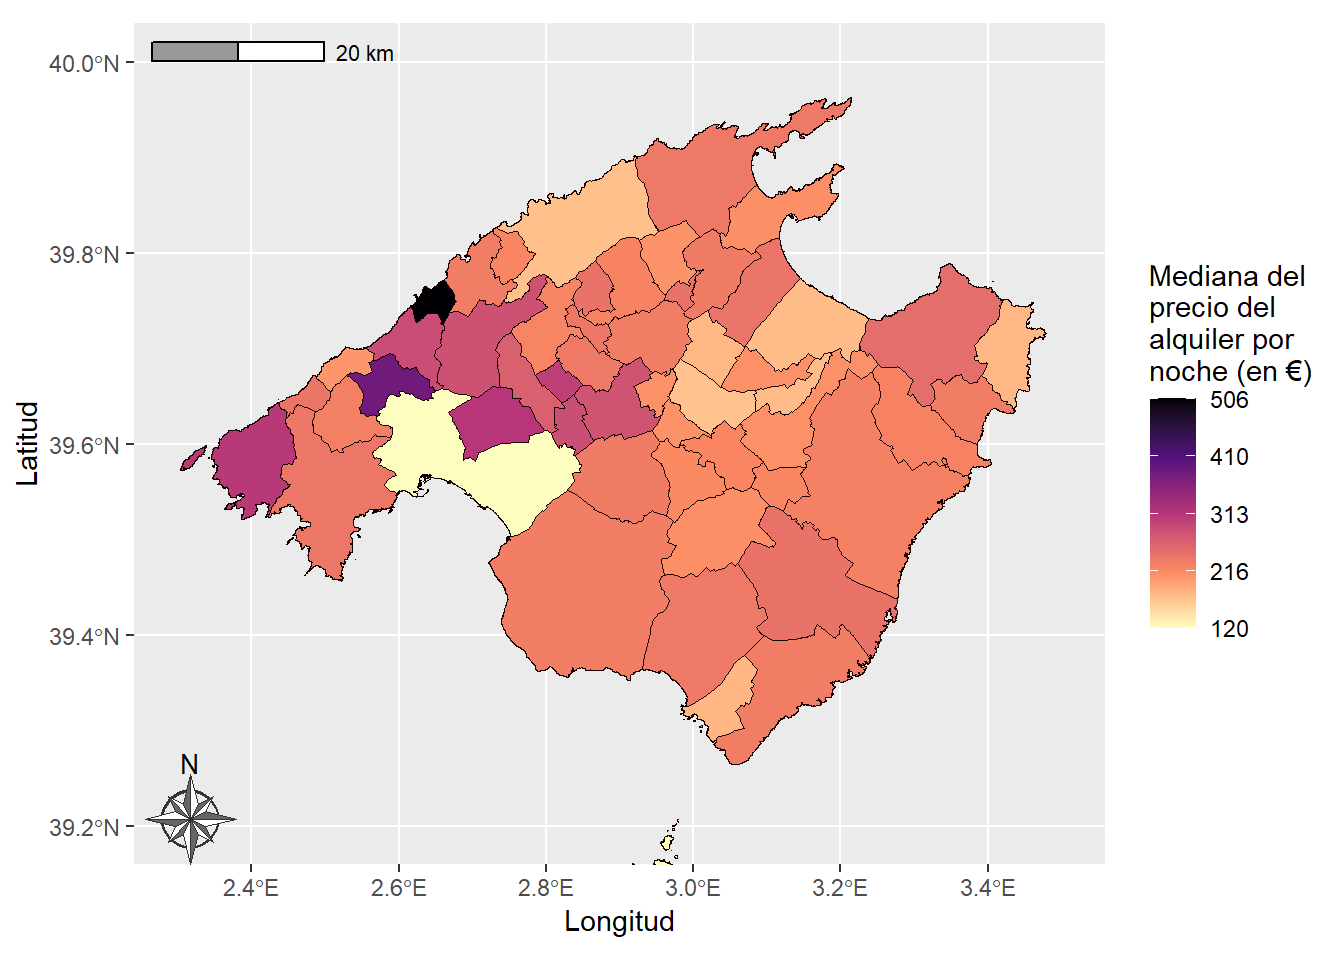 20 km
40.0°N
39.8°N
39.6°N
39.4°N
39.2°N
Latitud
N
2.4°E
2.6°E
2.8°E
3.0°E
3.2°E
3.4°E
Longitud
Mediana del
precio del
alquiler por
noche (en €)
506
410
313
216
120